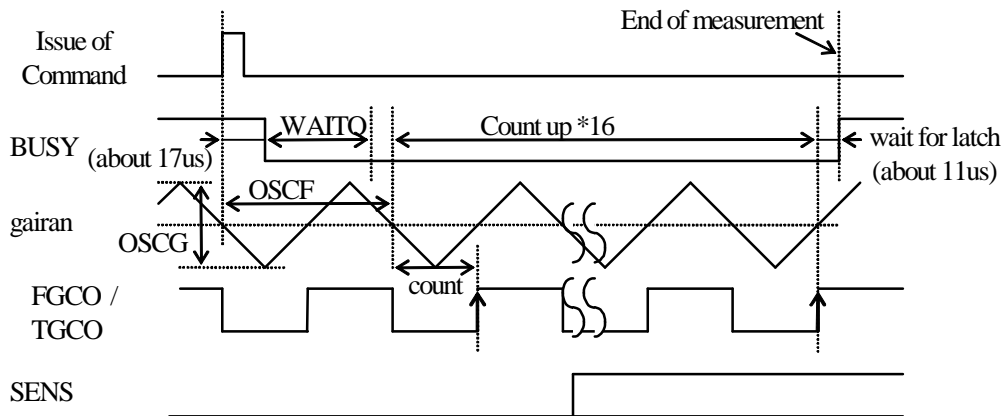 End of measurement
Issue of
Command
WAITQ
Count up *16
BUSY
(about 17us)
wait for latch
(about 11us)
OSCF
gairan
OSCG
count
FGCO /
TGCO
SENS